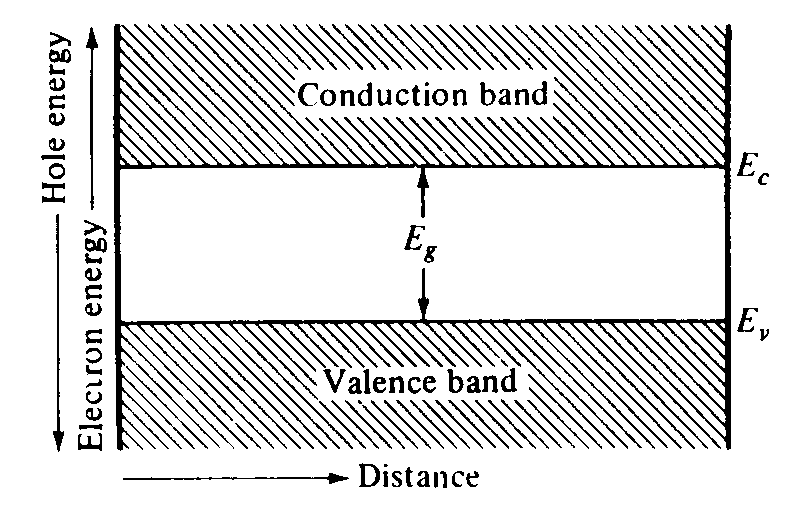 Hole energy
Electron energy
Conduction band
E_c
E_g
E_v
Valence band
Distance